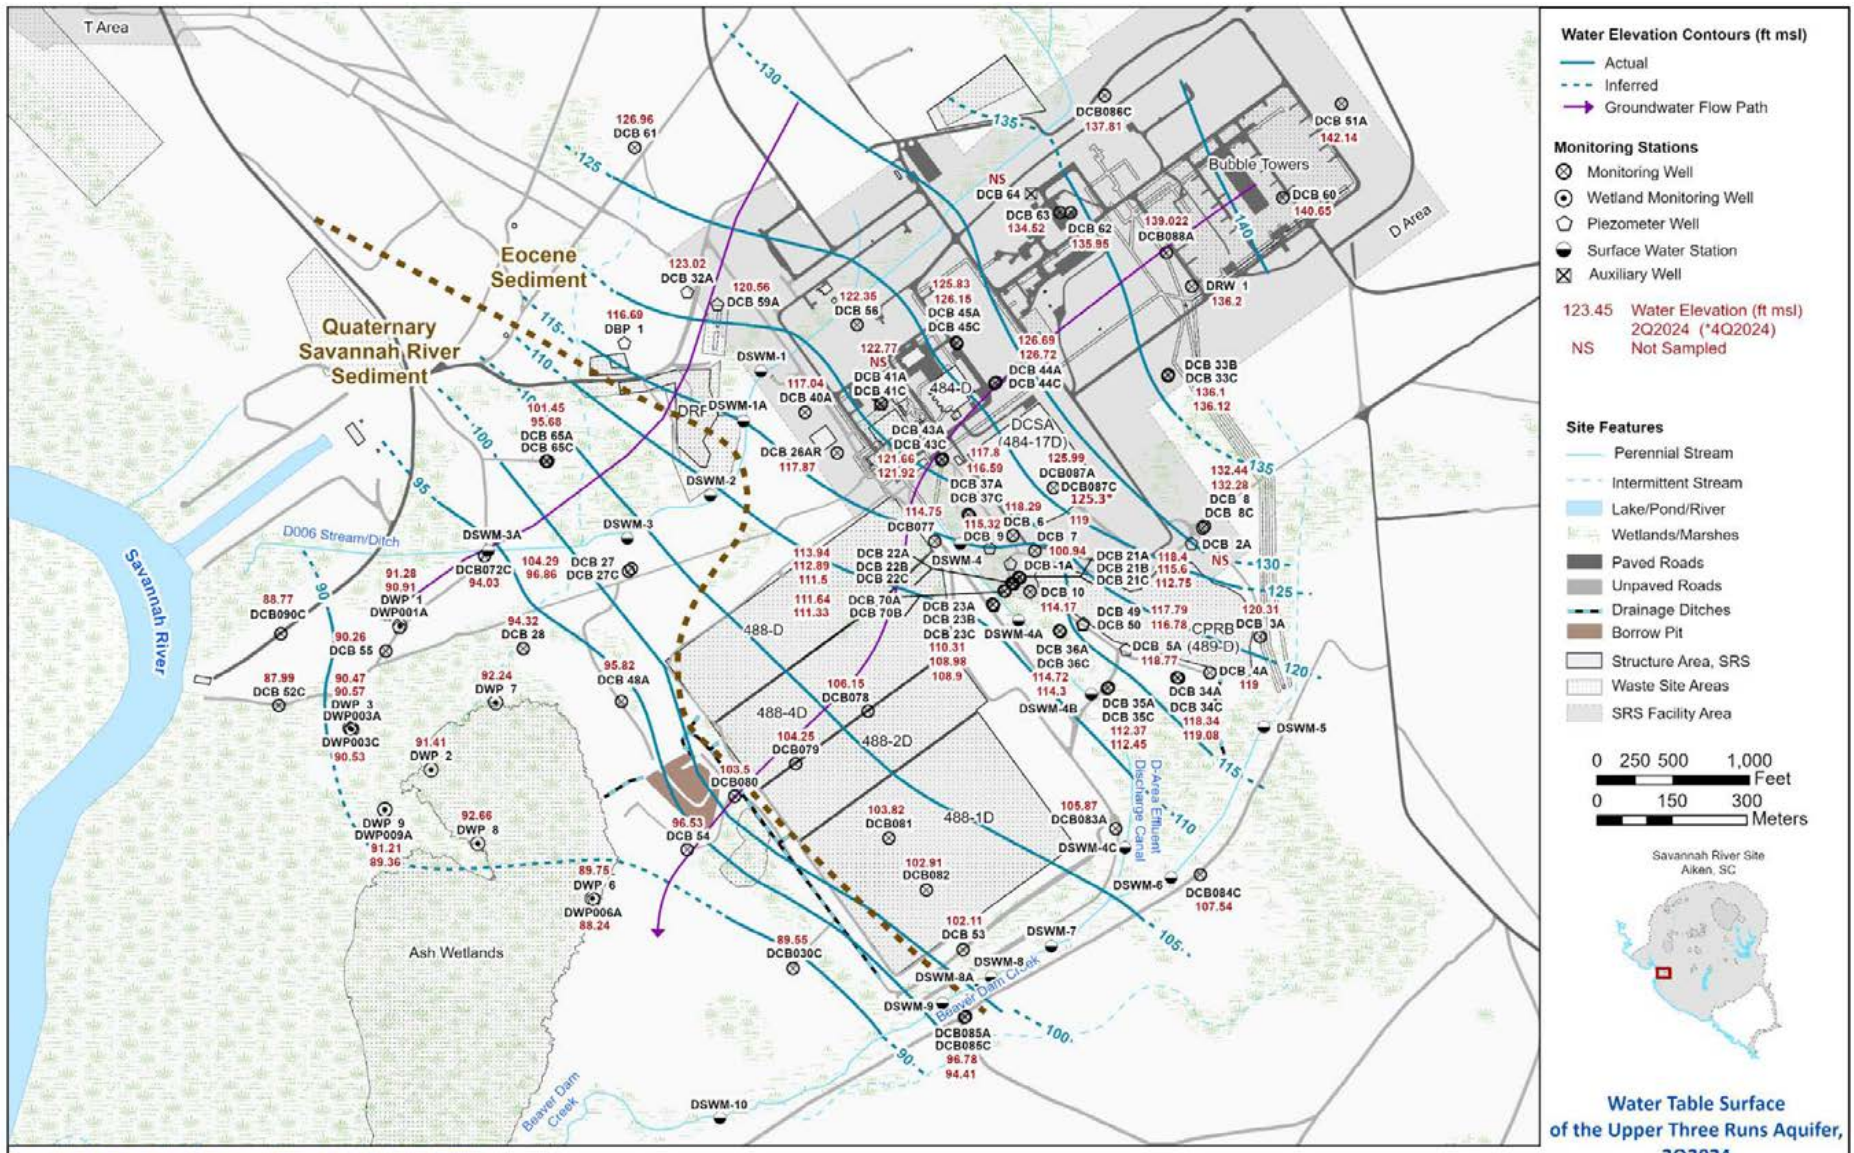 T Area
130
126.96
DCB 61
125
135
DCB086C
137.81
DCB 51A
142.14
Bubble Towers
NS
DCB 64
DCB 63
134.52
DCB 62
135.95
139.022
DCB088A
DCB 60
140.65
140
D Area
DRW 1
136.2
Eocene
Sediment
Quaternary
Savannah River
Sediment
123.02
DCB 32A
120.56
DCB 59A
116.69
DBP 1
115
110
122.35
DCB 56
125.83
126.15
DCB 45A
DCB 45C
126.69
126.72
DCB 44A
DCB 44C
122.77
NS
DCB 41A
DCB 41C
484-D
DSWM-1
117.04
DCB 40A
DSWM-1A
DCB 33B
DCB 33C
136.1
136.12
101.45
95.68
DCB 65A
DCB 65C
100
95
DCB 26AR
117.87
DCB 43A
DCB 43C
121.66
121.92
DCSA
(484-17D)
117.8
116.59
DCB 37A
DCB 37C
125.99
DCB087A
DCB087C
125.3*
135
132.44
132.28
DCB 8
DCB 8C
DSWM-2
114.75
DCB077
118.29
DCB 6
115.32
DCB 9
119
DCB 7
DCB 2A
NS
130
D006 Stream/Ditch
DSWM-3A
DCB072C
94.03
DSWM-3
104.29
96.86
DCB 27
DCB 27C
113.94
112.89
111.5
DCB 22A
DCB 22B
DCB 22C
DSWM-4
100.94
DCB -1A
DCB 21A
DCB 21B
DCB 21C
118.4
115.6
112.75
125
DCB 10
111.64
111.33
DCB 70A
DCB 70B
DCB 23A
DCB 23B
DCB 23C
110.31
108.98
108.9
DSWM-4A
114.17
DCB 49
DCB 50
117.79
116.78
CPRB
(489-D)
120.31
DCB 3A
120
DCB 36A
DCB 36C
114.72
114.3
DCB 5A
118.77
DCB 4A
119
DCB 34A
DCB 34C
118.34
119.08
DSWM-4B
DCB 35A
DCB 35C
112.37
112.45
DSWM-5
115
Savannah River
90
88.77
DCB090C
91.28
90.91
DWP 1
DWP001A
90.26
DCB 55
94.32
DCB 28
87.99
DCB 52C
90.47
90.57
DWP 3
DWP003A
DWP003C
90.53
92.24
DWP 7
95.82
DCB 48A
488-D
106.15
DCB078
488-4D
104.25
DCB079
488-2D
91.41
DWP 2
103.5
DCB080
488-1D
D-Area Effluent
Discharge Canal
110
DWP 9
DWP009A
91.21
89.36
92.66
DWP 8
96.53
DCB 54
103.82
DCB081
105.87
DCB083A
DSWM-4C
102.91
DCB082
DSWM-6
DCB084C
107.54
89.75
DWP 6
DWP006A
88.24
Ash Wetlands
89.55
DCB030C
102.11
DCB 53
DSWM-7
105
DSWM-8
DSWM-8A
DSWM-9
Beaver Dam Creek
DCB085A
DCB085C
96.78
94.41
100
90
DSWM-10
Beaver Dam
Creek
Water Elevation Contours (ft msl)
Actual
Inferred
Groundwater Flow Path
Monitoring Stations
Monitoring Well
Wetland Monitoring Well
Piezometer Well
Surface Water Station
Auxiliary Well
123.45 Water Elevation (ft msl)
2Q2024 (*4Q2024)
NS Not Sampled
Site Features
Perennial Stream
Intermittent Stream
Lake/Pond/River
Wetlands/Marshes
Paved Roads
Unpaved Roads
Drainage Ditches
Borrow Pit
Structure Area, SRS
Waste Site Areas
SRS Facility Area
0 250 500 1,000
Feet
0 150 300
Meters
Savannah River Site
Aiken, SC
Water Table Surface
of the Upper Three Runs Aquifer,
2Q2024